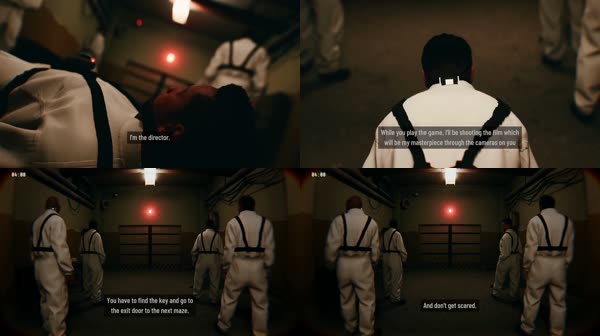 I'm the director.
While you play the game, I'll be shooting the film which
will be my masterpiece through the cameras on you
04:00
You have to find the key and go to
the exit door to the next maze.
04:00
And don't get scared.